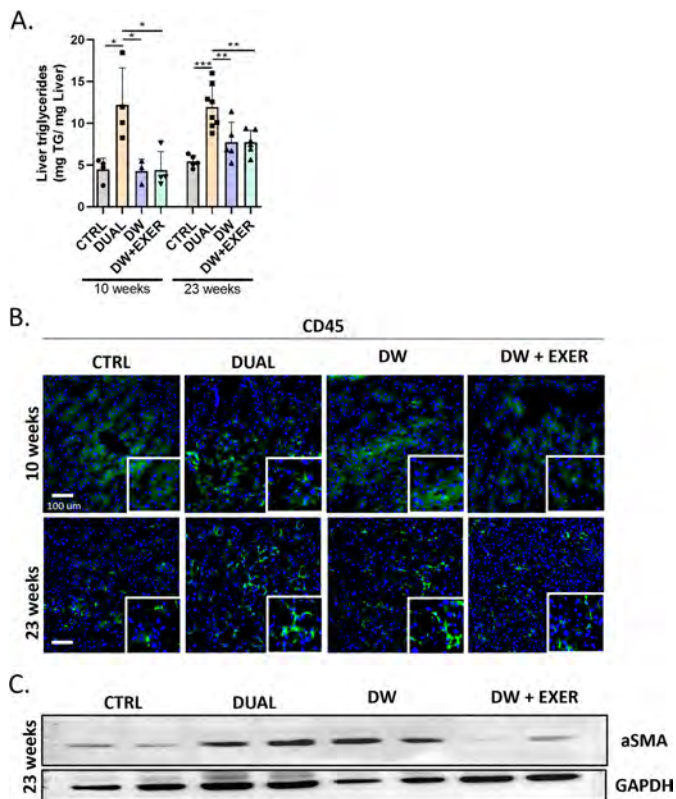 A.
Liver triglycerides
(mg TG/ mg Liver)
20
15
10
5
0
* * *
*** ** **
CTRL DUAL DW DW+EXER CTRL DUAL DW DW+EXER
10 weeks 23 weeks
B.
CD45
CTRL DUAL DW DW + EXER
10 weeks
100 um
23 weeks
C.
CTRL DUAL DW DW + EXER
23 weeks
aSMA
GAPDH